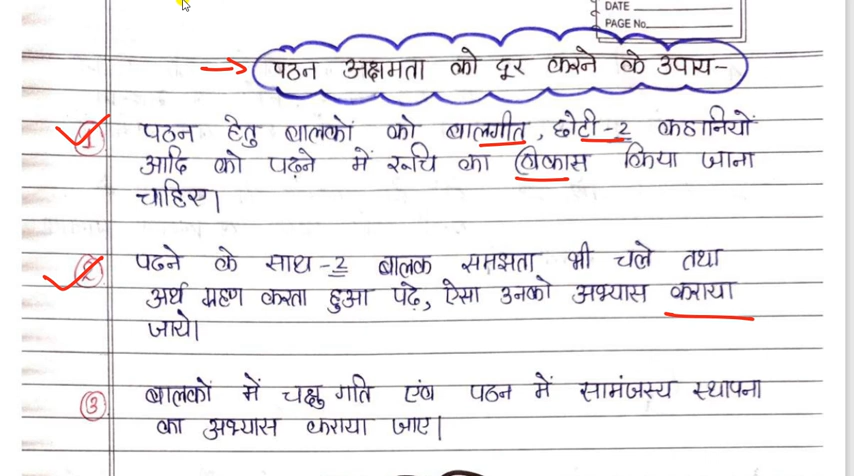 DATE
PAGE No.
→ पठन अक्षमता को दूर करने के उपाय-
① पठन हेतु बालकों को बालगीत, छोटी-2 कहानियों
आदि को पढ़ने में रूचि का विकास किया जाना
चाहिए।
② पढने के साथ-2 बालक समझता भी चले तथा
अर्थ ग्रहण करता हुआ पढ़े, ऐसा उनको अभ्यास कराया
जाये।
③ बालकों में चक्षु गति एंव पठन में सामंजस्य स्थापना
का अभ्यास कराया जाए।